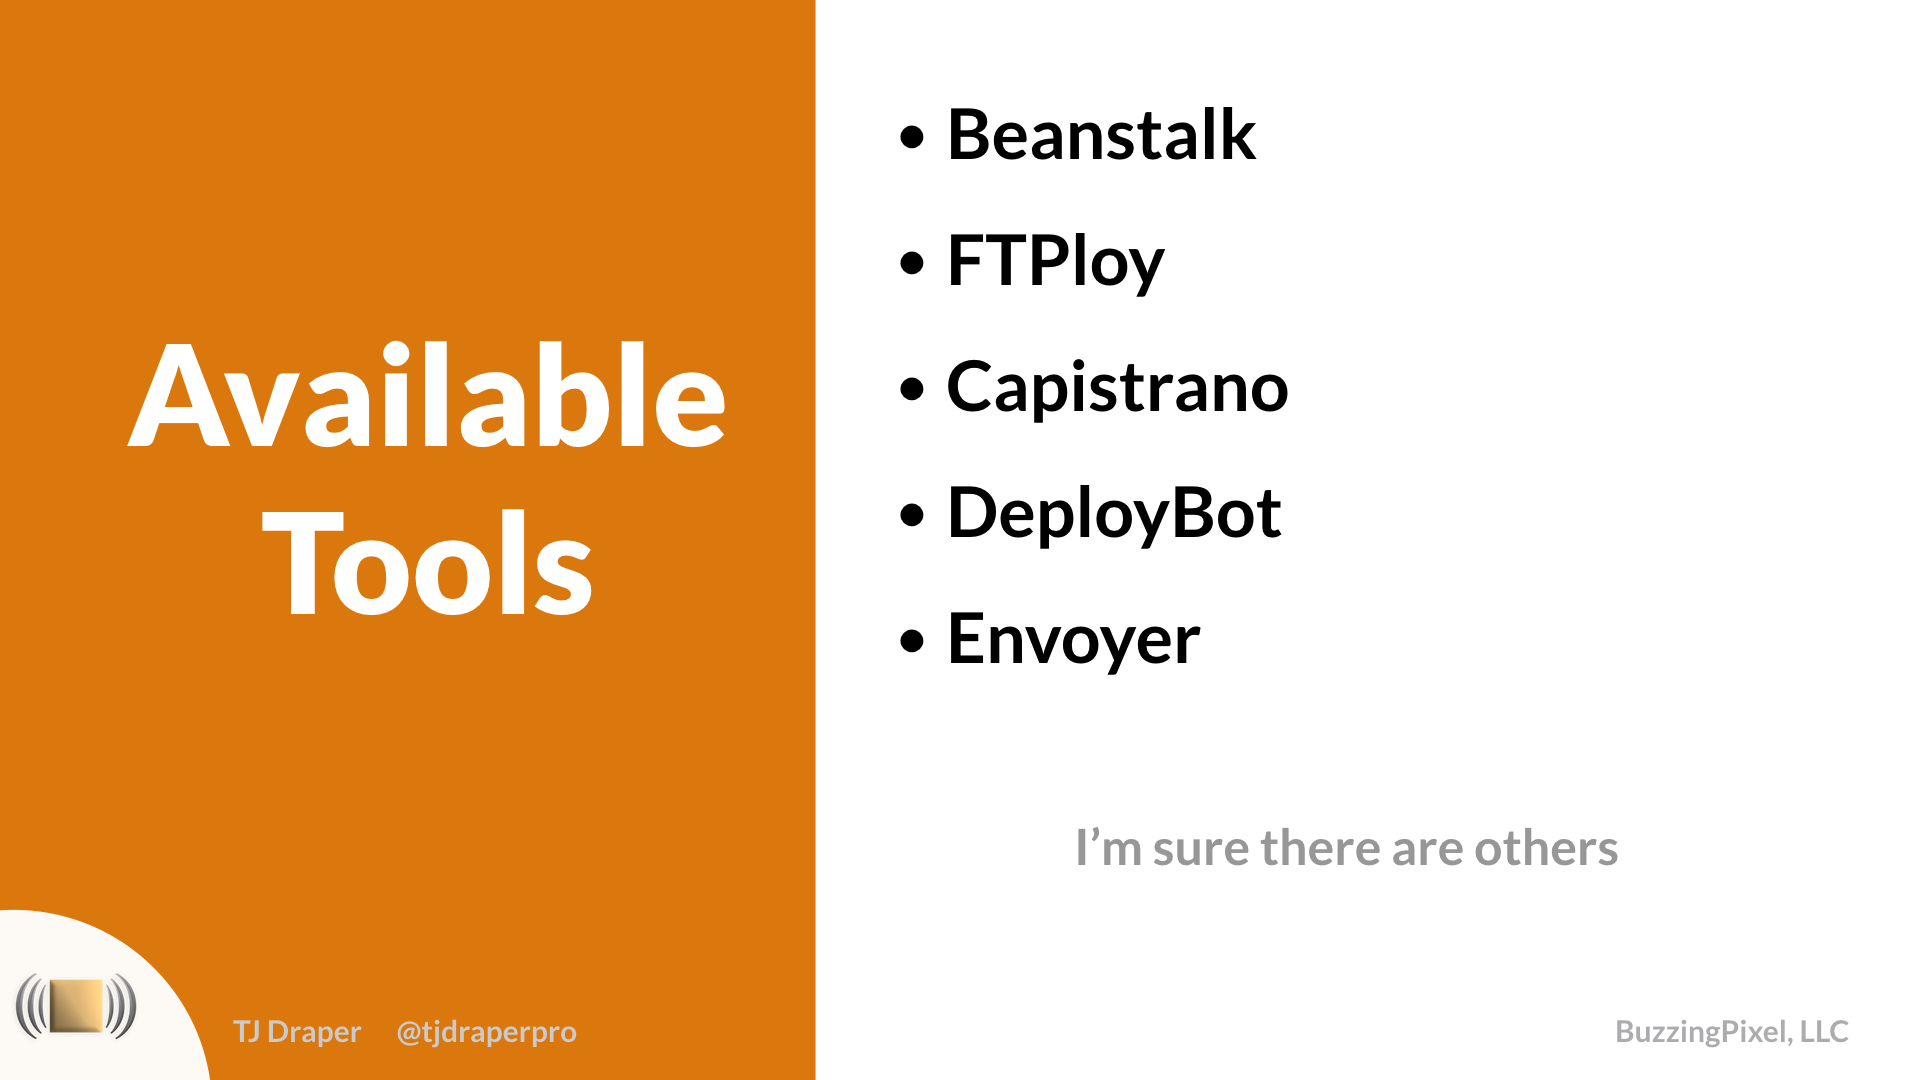 Available
Tools
• Beanstalk
• FTPloy
• Capistrano
• DeployBot
• Envoyer
I’m sure there are others
TJ Draper @tjdraperpro
BuzzingPixel, LLC